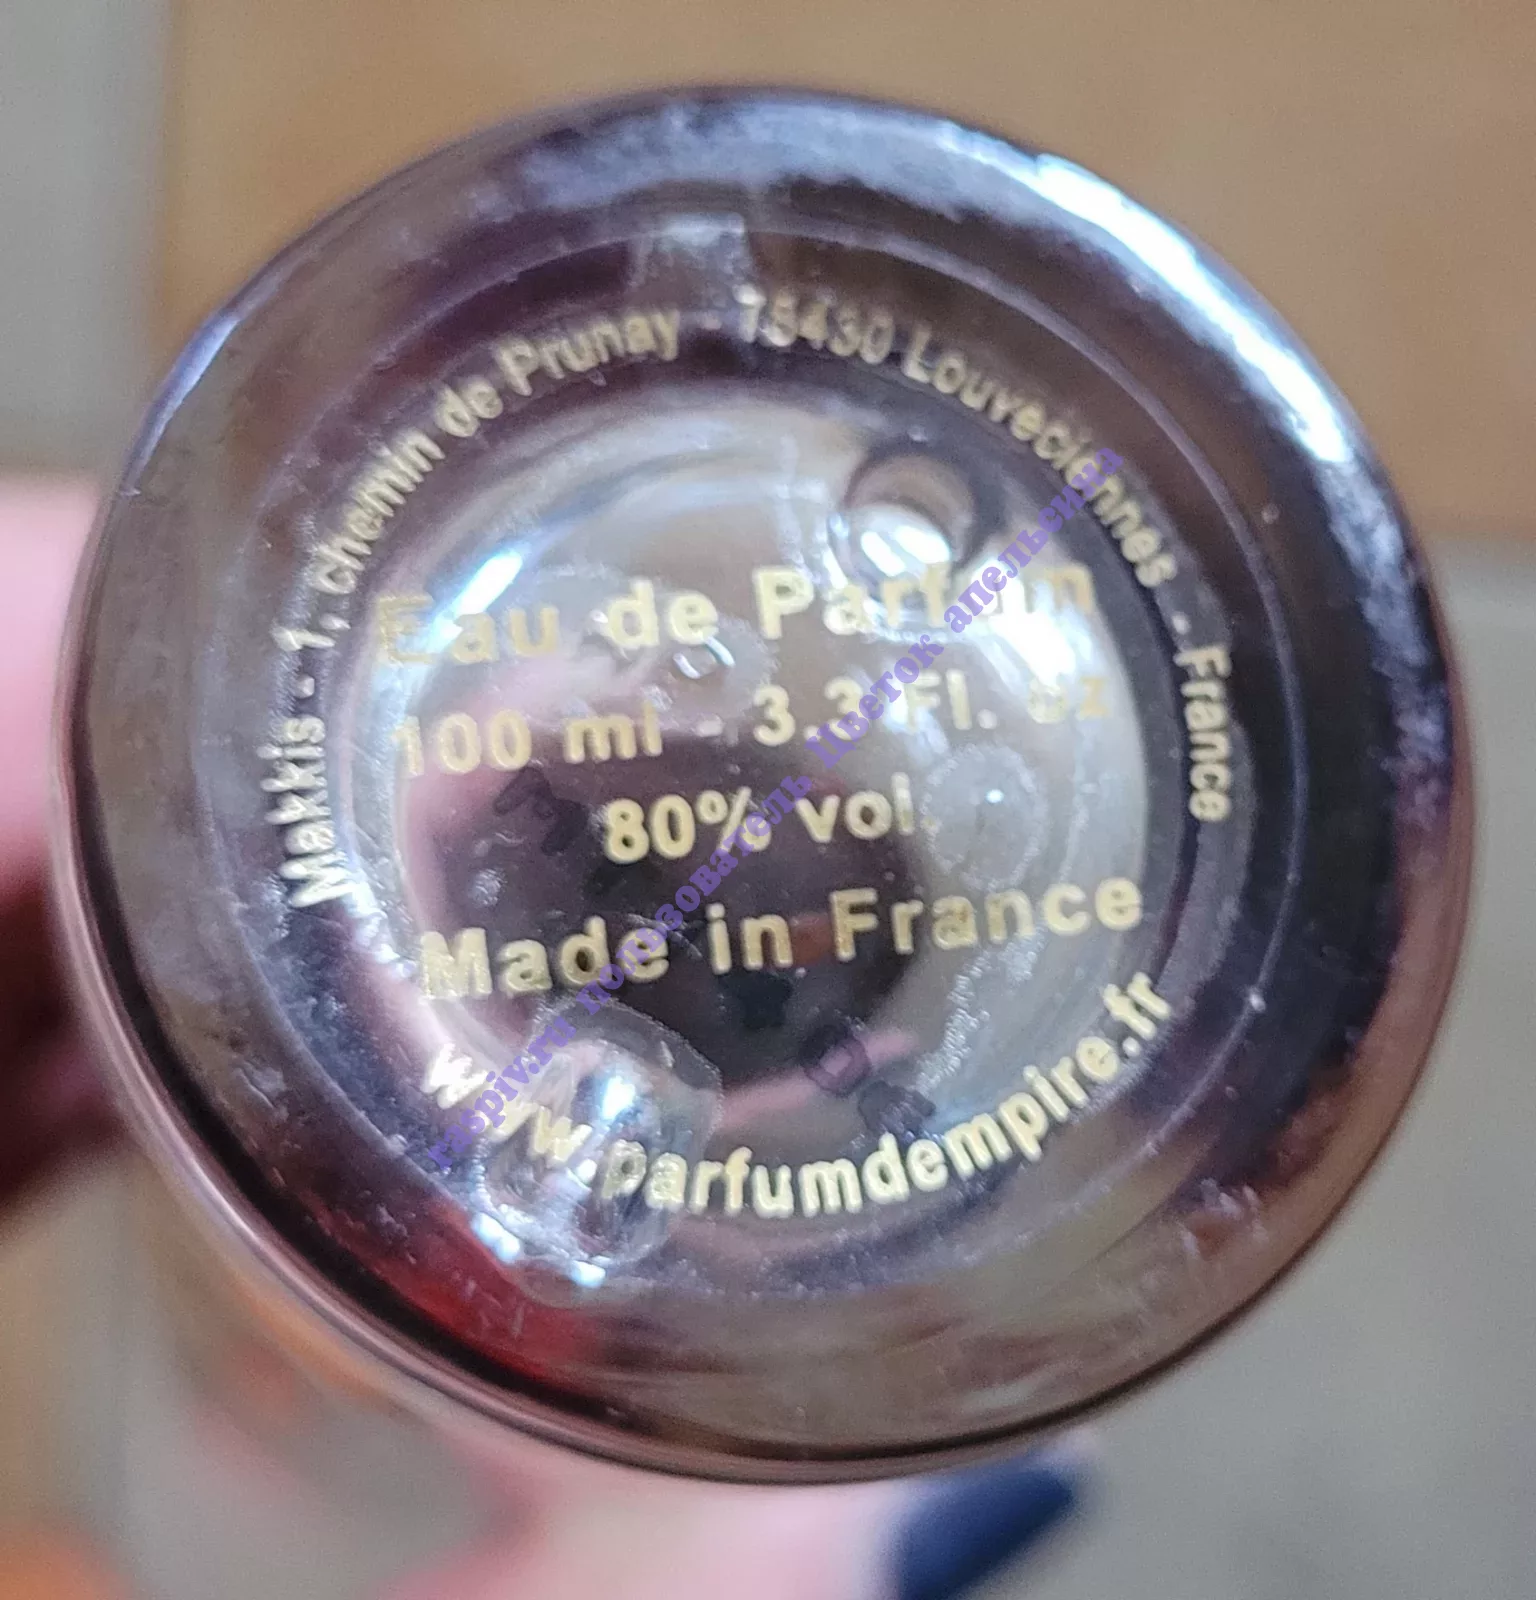 Makkis - 1, chemin de Prunay - 78430 Louveciennes - France
Eau de Parfum
100 ml - 3.3 Fl. oz
80% vol.
Made in France
www.parfumdempire.fr
raspiv.ru пользователь Цветок апельсина